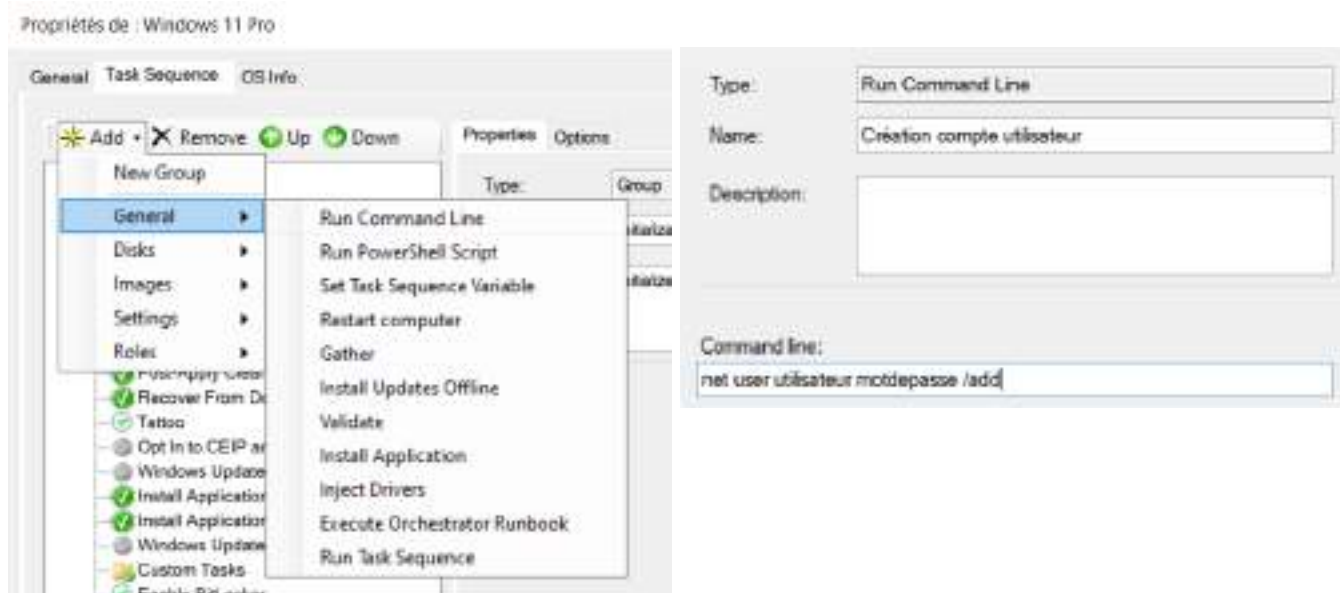 Propriétés de : Windows 11 Pro
General Task Sequence OS Info
Add Remove Up Down
Properties Options
New Group
General
Disks
Images
Settings
Roles
Type: Group
Run Command Line
Run PowerShell Script
Set Task Sequence Variable
Restart computer
Gather
Install Updates Offline
Validate
Install Application
Inject Drivers
Execute Orchestrator Runbook
Run Task Sequence
Post-Apply
Recover From
Tattoo
Opt In to CEIP
Windows Update
Install Application
Install Application
Windows Update
Custom Tasks
Type: Run Command Line
Name: Création compte utilisateur
Description:
Command line:
net user utilisateur motdepasse /add